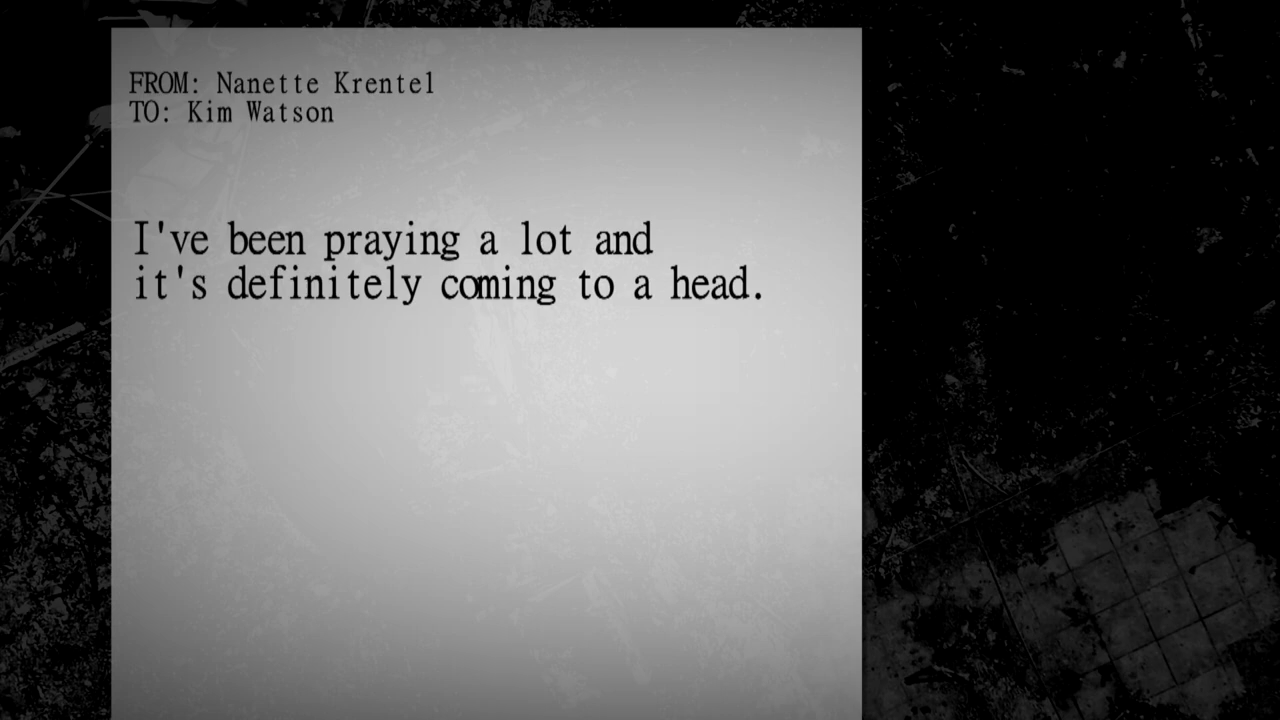 FROM: Nanette Krentel
TO: Kim Watson
I've been praying a lot and
it's definitely coming to a head.